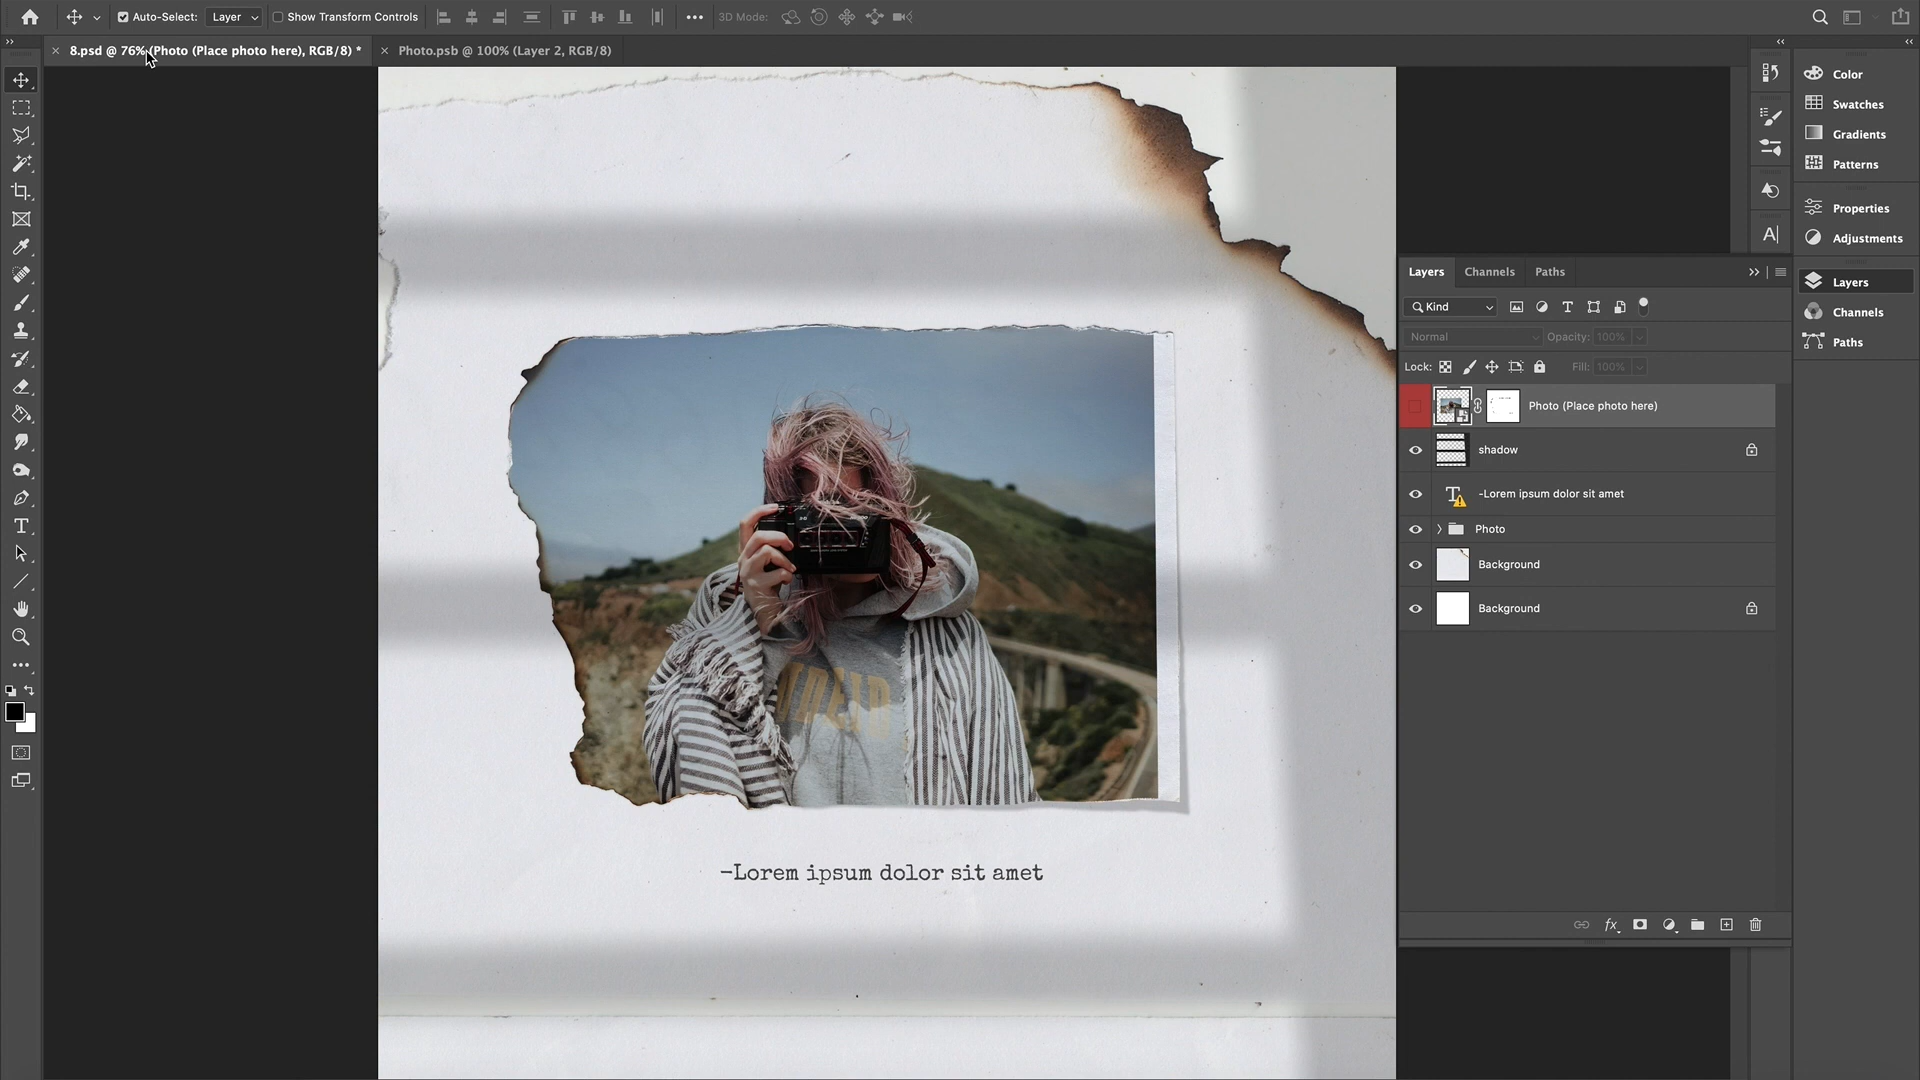 Auto-Select: Layer Show Transform Controls 3D Mode:
8.psd @ 76% (Photo (Place photo here), RGB/8) * Photo.psb @ 100% (Layer 2, RGB/8)
Color
Swatches
Gradients
Patterns
Properties
Adjustments
Layers
Channels
Paths
Layers Channels Paths
Kind
Normal Opacity: 100%
Lock: Fill: 100%
Photo (Place photo here)
shadow
-Lorem ipsum dolor sit amet
Photo
Background
Background
-Lorem ipsum dolor sit amet